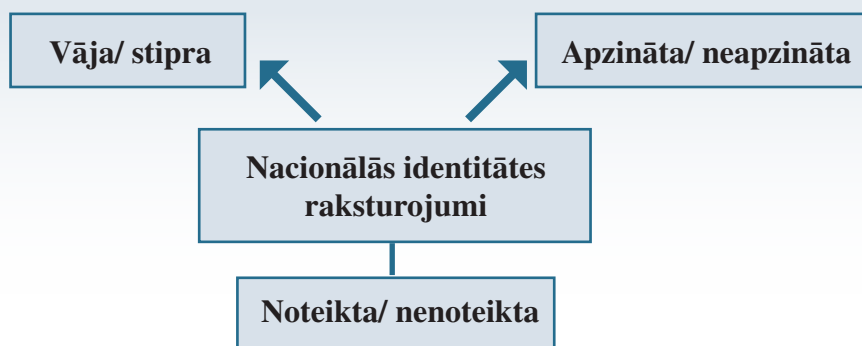 Vāja/ stipra
Apzināta/ neapzināta
Nacionālās identitātes
raksturojumi
Noteikta/ nenoteikta